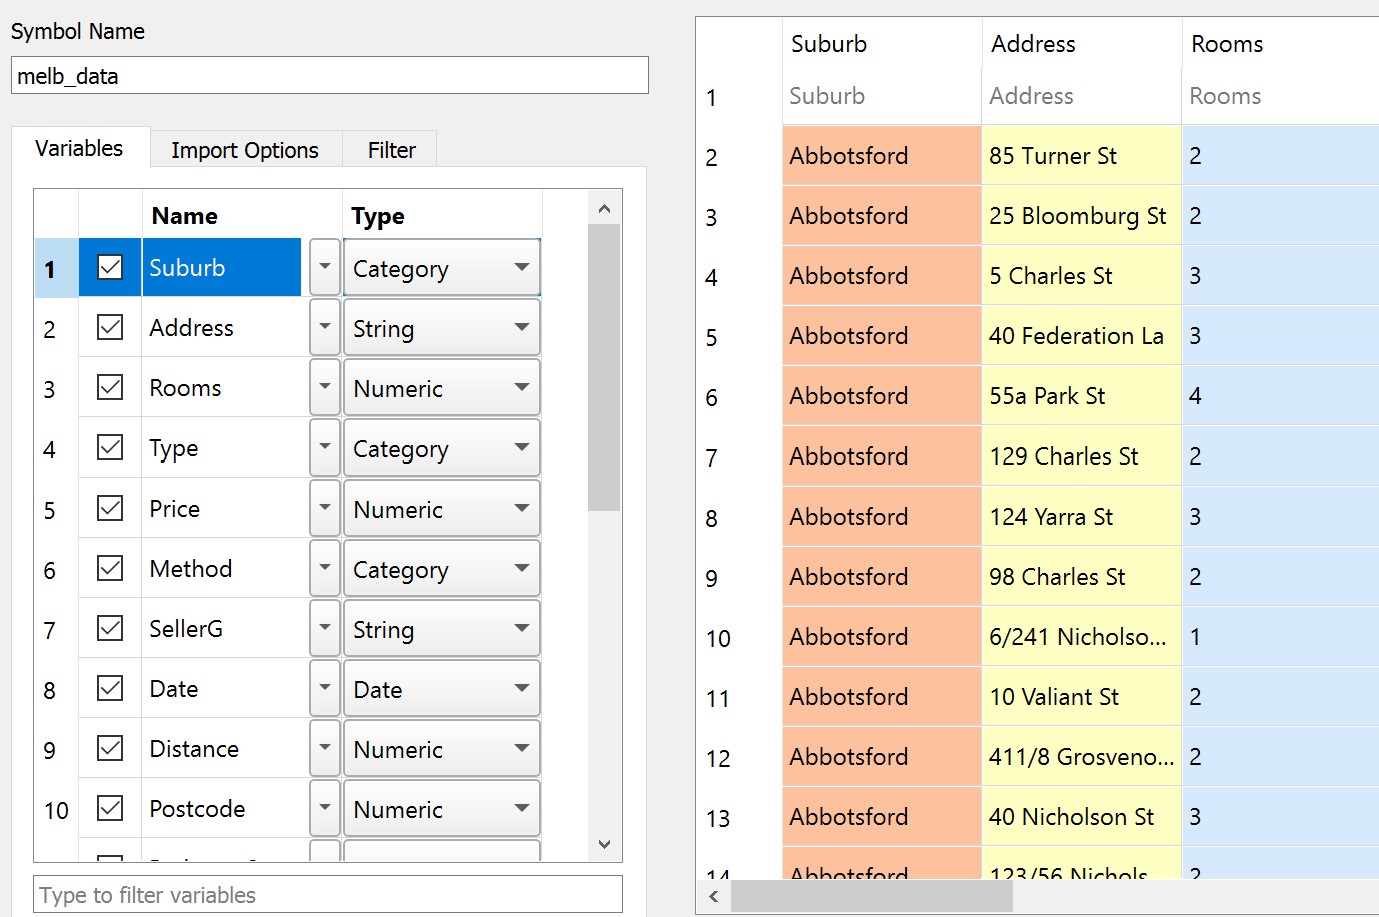 Symbol Name
melb_data
Variables Import Options Filter
Name Type
1 Suburb Category
2 Address String
3 Rooms Numeric
4 Type Category
5 Price Numeric
6 Method Category
7 SellerG String
8 Date Date
9 Distance Numeric
10 Postcode Numeric
Type to filter variables
Suburb Address Rooms
1 Suburb Address Rooms
2 Abbotsford 85 Turner St 2
3 Abbotsford 25 Bloomburg St 2
4 Abbotsford 5 Charles St 3
5 Abbotsford 40 Federation La 3
6 Abbotsford 55a Park St 4
7 Abbotsford 129 Charles St 2
8 Abbotsford 124 Yarra St 3
9 Abbotsford 98 Charles St 2
10 Abbotsford 6/241 Nicholso... 1
11 Abbotsford 10 Valiant St 2
12 Abbotsford 411/8 Grosveno... 2
13 Abbotsford 40 Nicholson St 3
14 Abbotsford 123/56 Nichols 2